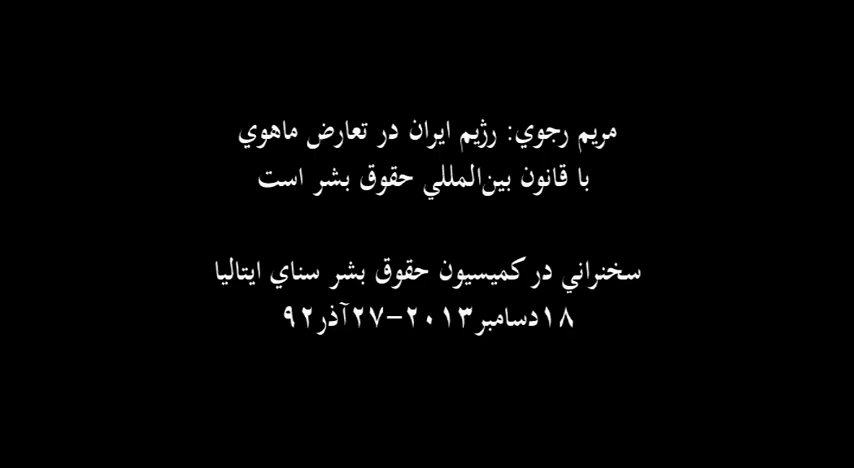 مريم رجوي: رژيم ايران در تعارض ماهوي
با قانون بين‌المللي حقوق بشر است
سخنراني در كميسيون حقوق بشر سناي ايتاليا
۱۸دسامبر۲۰۱۳-۲۷آذر۹۲